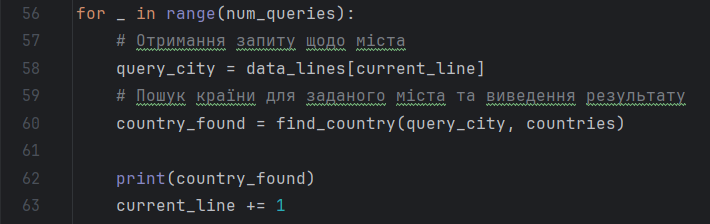 56 for _ in range(num_queries):
57     # Отримання запиту щодо міста
58     query_city = data_lines[current_line]
59     # Пошук країни для заданого міста та виведення результату
60     country_found = find_country(query_city, countries)
61
62     print(country_found)
63     current_line += 1